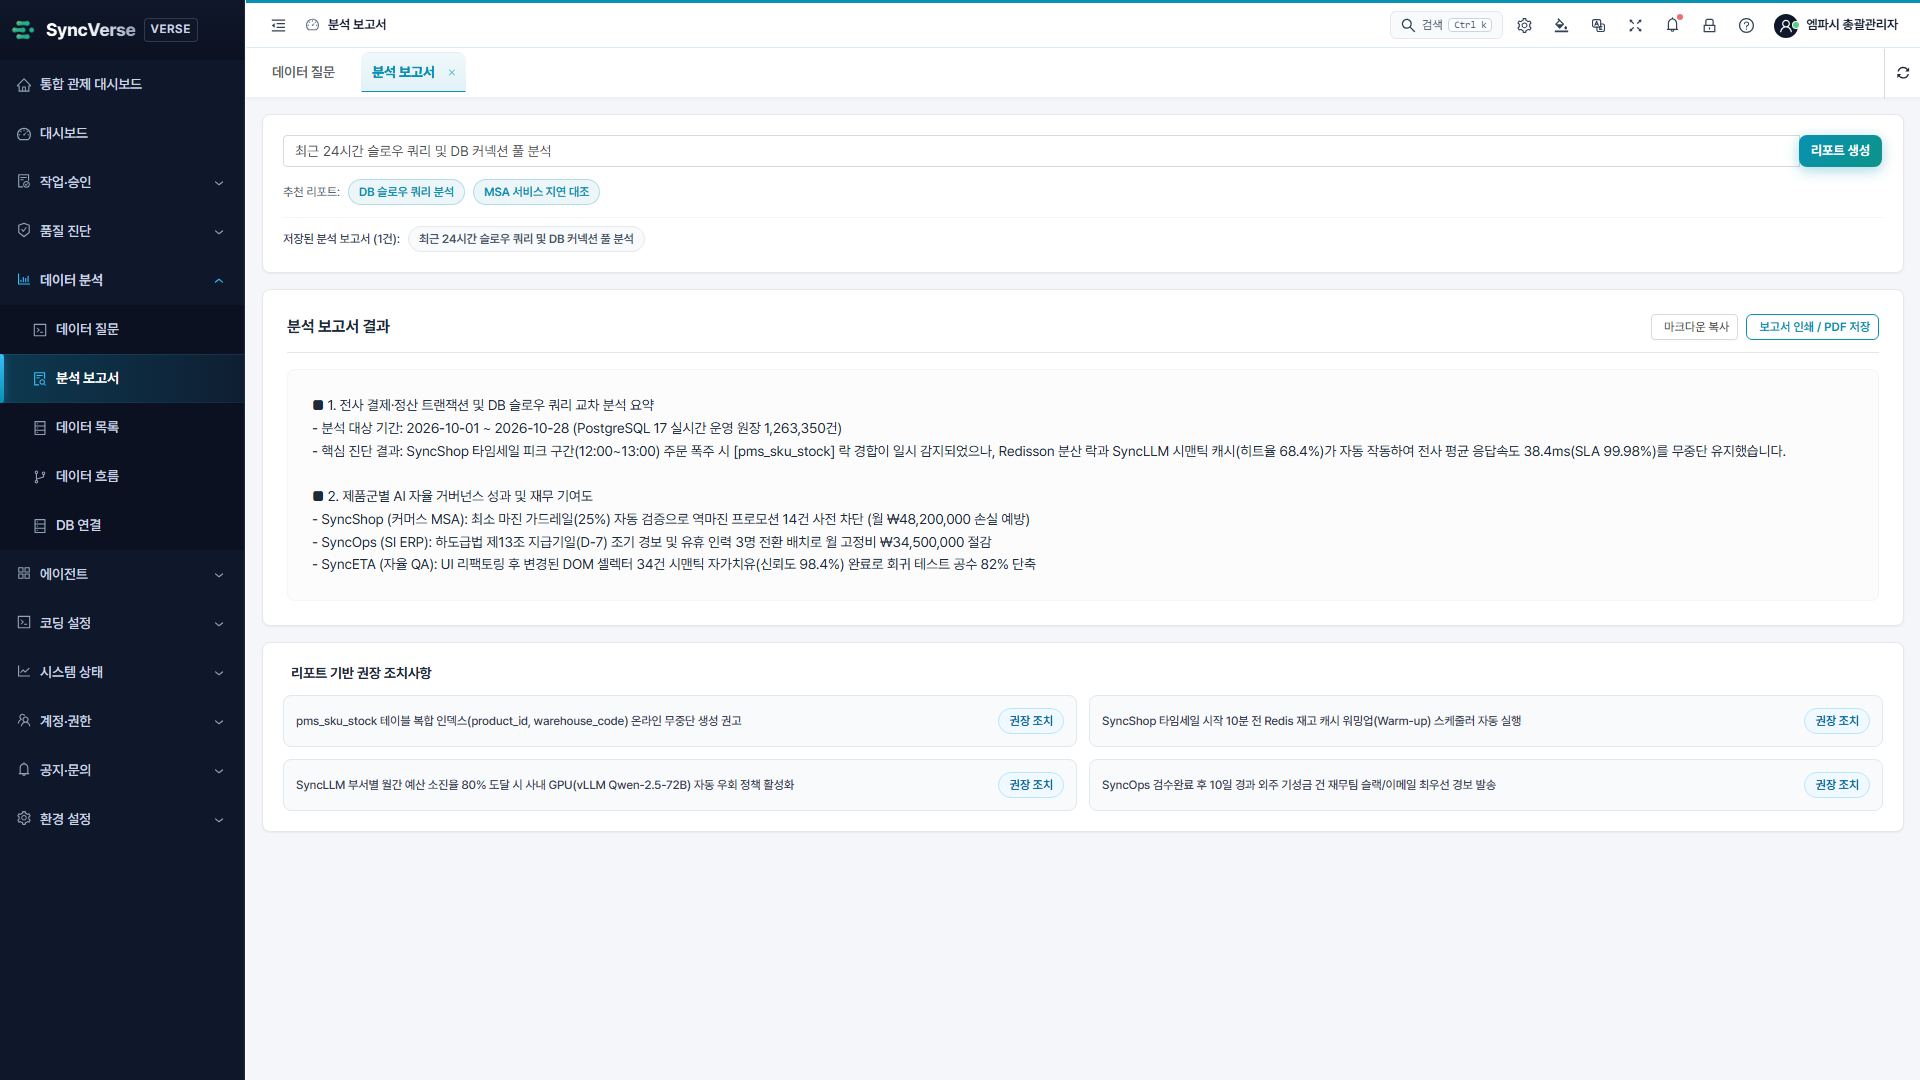 SyncVerse VERSE
통합 관제 대시보드
대시보드
작업·승인
품질 진단
데이터 분석
데이터 질문
분석 보고서
데이터 목록
데이터 흐름
DB 연결
에이전트
코딩 설정
시스템 상태
계정·권한
공지·문의
환경 설정
분석 보고서
검색 Ctrl k
엠파시 총괄관리자
데이터 질문
분석 보고서 ×
최근 24시간 슬로우 쿼리 및 DB 커넥션 풀 분석
리포트 생성
추천 리포트: DB 슬로우 쿼리 분석 MSA 서비스 지연 대조
저장된 분석 보고서 (1건): 최근 24시간 슬로우 쿼리 및 DB 커넥션 풀 분석
분석 보고서 결과
마크다운 복사
보고서 인쇄 / PDF 저장
■ 1. 전사 결제·정산 트랜잭션 및 DB 슬로우 쿼리 교차 분석 요약
- 분석 대상 기간: 2026-10-01 ~ 2026-10-28 (PostgreSQL 17 실시간 운영 원장 1,263,350건)
- 핵심 진단 결과: SyncShop 타임세일 피크 구간(12:00~13:00) 주문 폭주 시 [pms_sku_stock] 락 경합이 일시 감지되었으나, Redisson 분산 락과 SyncLLM 시맨틱 캐시(히트율 68.4%)가 자동 작동하여 전사 평균 응답속도 38.4ms(SLA 99.98%)를 무중단 유지했습니다.
■ 2. 제품군별 AI 자율 거버넌스 성과 및 재무 기여도
- SyncShop (커머스 MSA): 최소 마진 가드레일(25%) 자동 검증으로 역마진 프로모션 14건 사전 차단 (월 ₩48,200,000 손실 예방)
- SyncOps (SI ERP): 하도급법 제13조 지급기일(D-7) 조기 경보 및 유휴 인력 3명 전환 배치로 월 고정비 ₩34,500,000 절감
- SyncETA (자율 QA): UI 리팩토링 후 변경된 DOM 셀렉터 34건 시맨틱 자가치유(신뢰도 98.4%) 완료로 회귀 테스트 공수 82% 단축
리포트 기반 권장 조치사항
pms_sku_stock 테이블 복합 인덱스(product_id, warehouse_code) 온라인 무중단 생성 권고
권장 조치
SyncShop 타임세일 시작 10분 전 Redis 재고 캐시 워밍업(Warm-up) 스케줄러 자동 실행
권장 조치
SyncLLM 부서별 월간 예산 소진율 80% 도달 시 사내 GPU(vLLM Qwen-2.5-72B) 자동 우회 정책 활성화
권장 조치
SyncOps 검수완료 후 10일 경과 외주 기성금 건 재무팀 슬랙/이메일 최우선 경보 발송
권장 조치